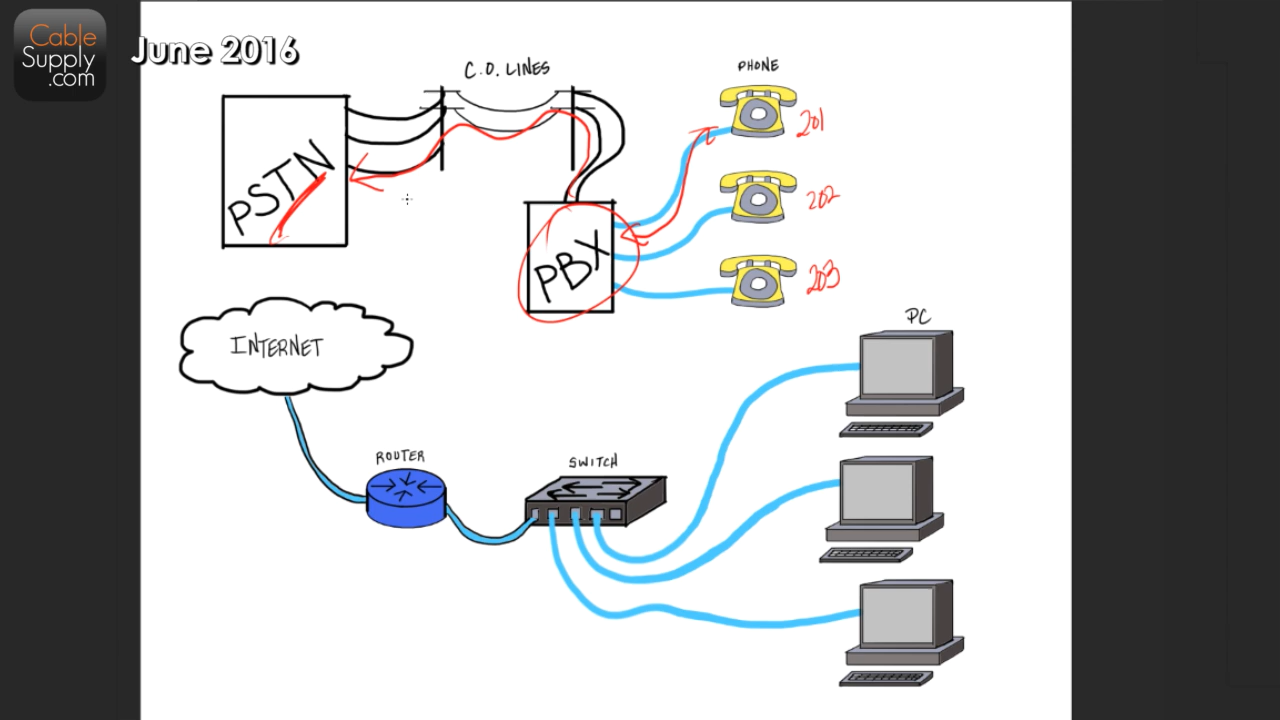 Cable
Supply
.com
June 2016
C.O. LINES
PHONE
PSTN
201
202
PBX
203
PC
INTERNET
ROUTER
SWITCH